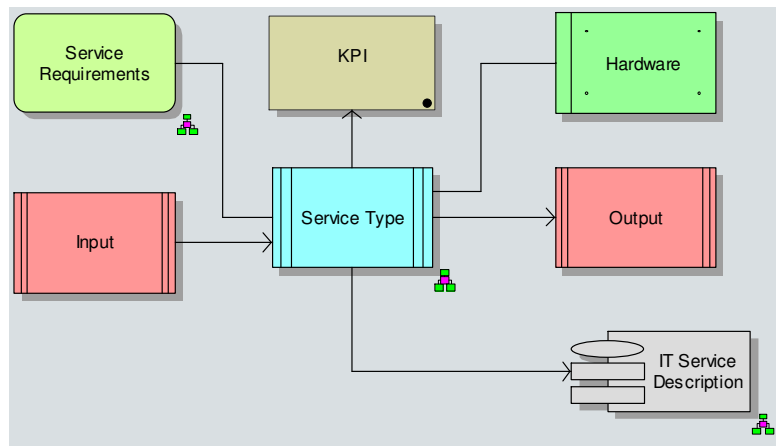 Service
Requirements
KPI
Hardware
Input
Service Type
Output
IT Service
Description